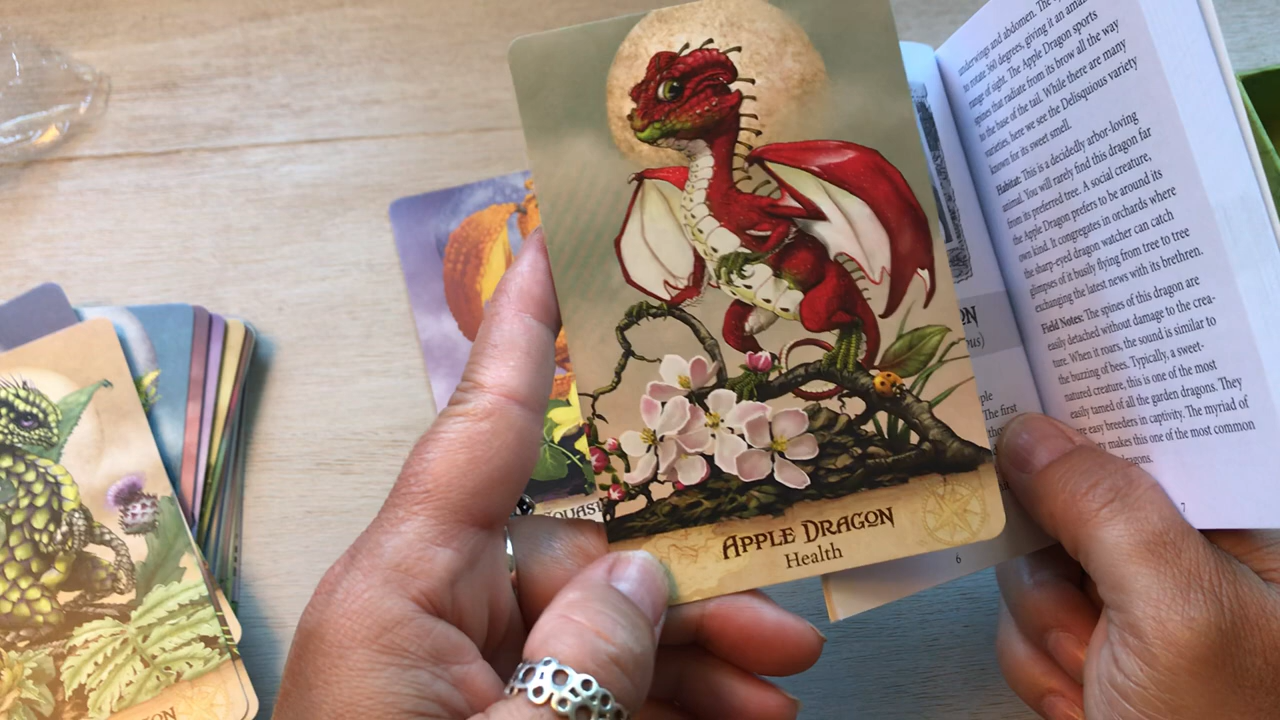 APPLE DRAGON
Health
SQUASH
underwings and abdomen. The
to rotate 360 degrees, giving it an
range of sight. The Apple Dragon sports
spines that radiate from its brow all the way
to the base of the tail. While there are many
varieties, here we see the Delisquious variety
known for its sweet smell.
Habitat: This is a decidedly arbor-loving
animal. You will rarely find this dragon far
from its preferred tree. A social creature,
the Apple Dragon prefers to be around its
own kind. It congregates in orchards where
the sharp-eyed dragon watcher can catch
glimpses of it busily flying from tree to tree
exchanging the latest news with its brethren.
Field Notes: The spines of this dragon are
easily detached without damage to the crea-
ture. When it roars, the sound is similar to
the buzzing of bees. Typically, a sweet-
natured creature, this is one of the most
easily tamed of all the garden dragons. They
are easy breeders in captivity. The myriad of
makes this one of the most common
dragons.
7
ON
ous)
ple
The first
6
ON